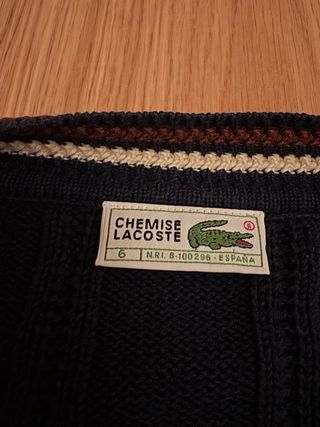 CHEMISE
LACOSTE
®
6 N.R.I. 8-100296 - ESPAÑA